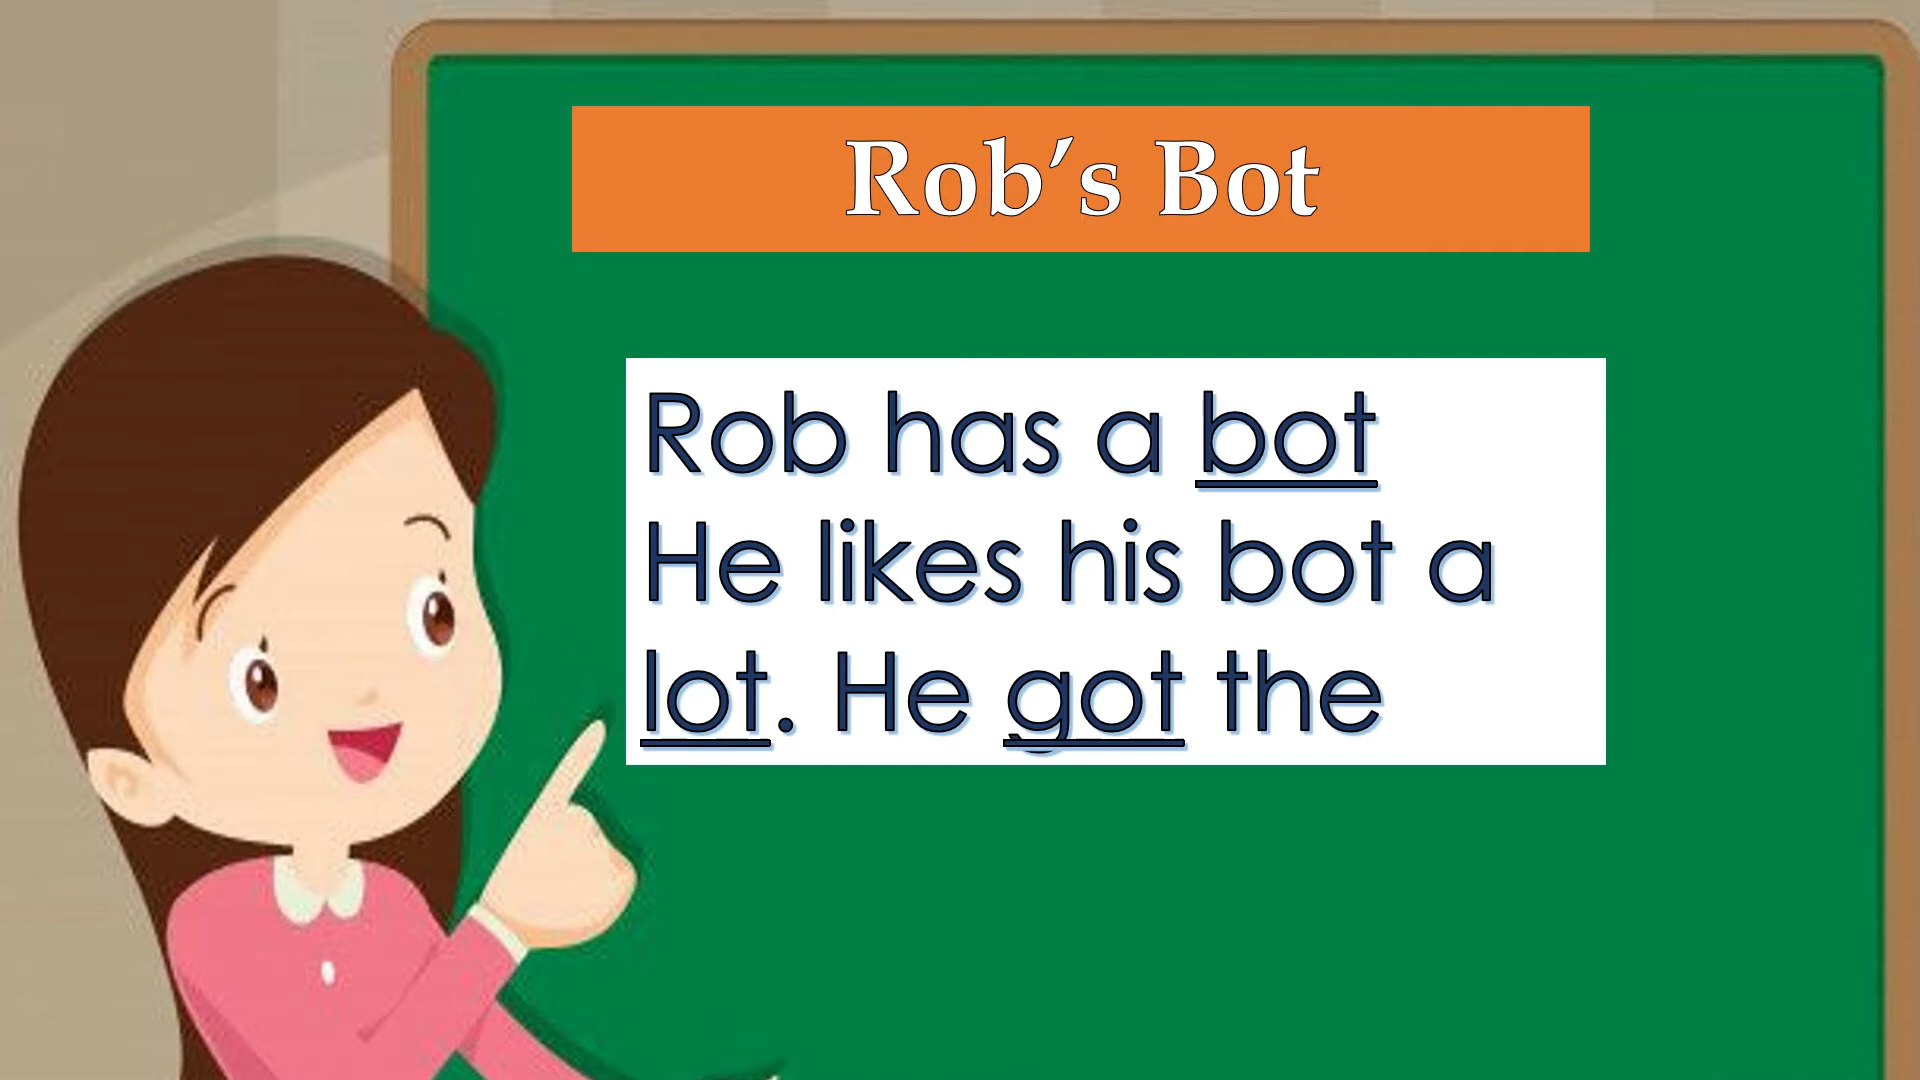 Rob’s Bot
Rob has a bot
He likes his bot a
lot. He got the